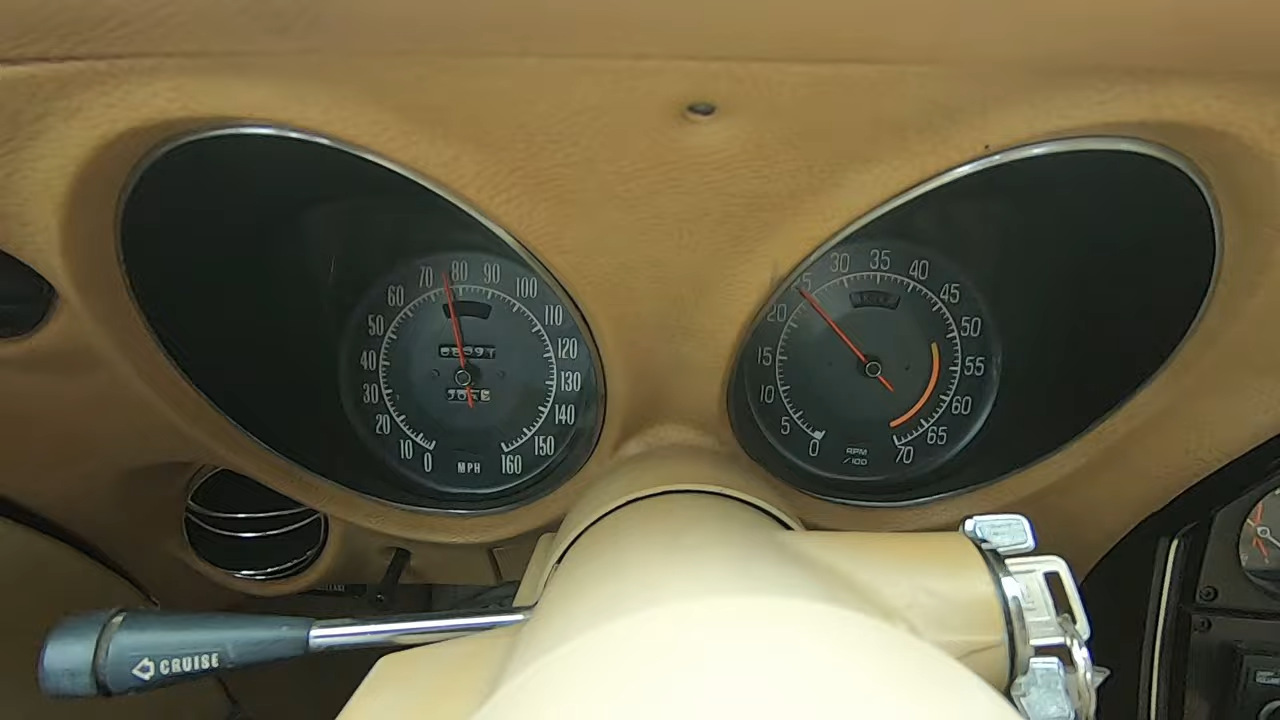 0 10 20 30 40 50 60 70 80 90 100 110 120 130 140 150 160
MPH
0 5 10 15 20 25 30 35 40 45 50 55 60 65 70
RPM
/100
CRUISE